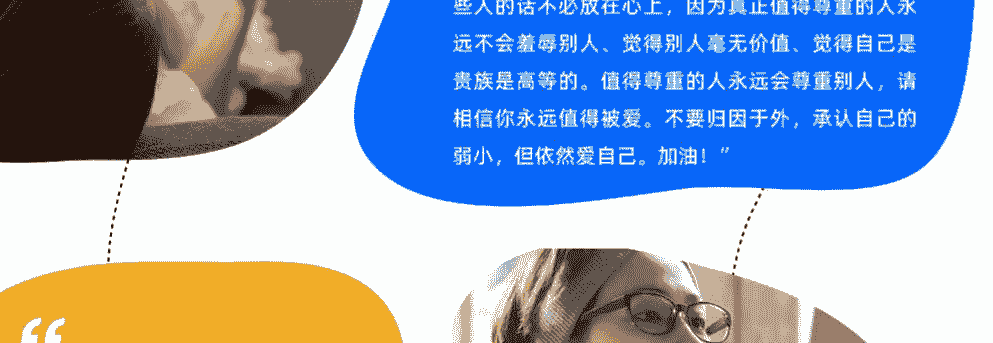 些人的话不必放在心上，因为真正值得尊重的人永
远不会羞辱别人、觉得别人毫无价值、觉得自己是
贵族是高等的。值得尊重的人永远会尊重别人，请
相信你永远值得被爱。不要归因于外，承认自己的
弱小，但依然爱自己。加油！”
“